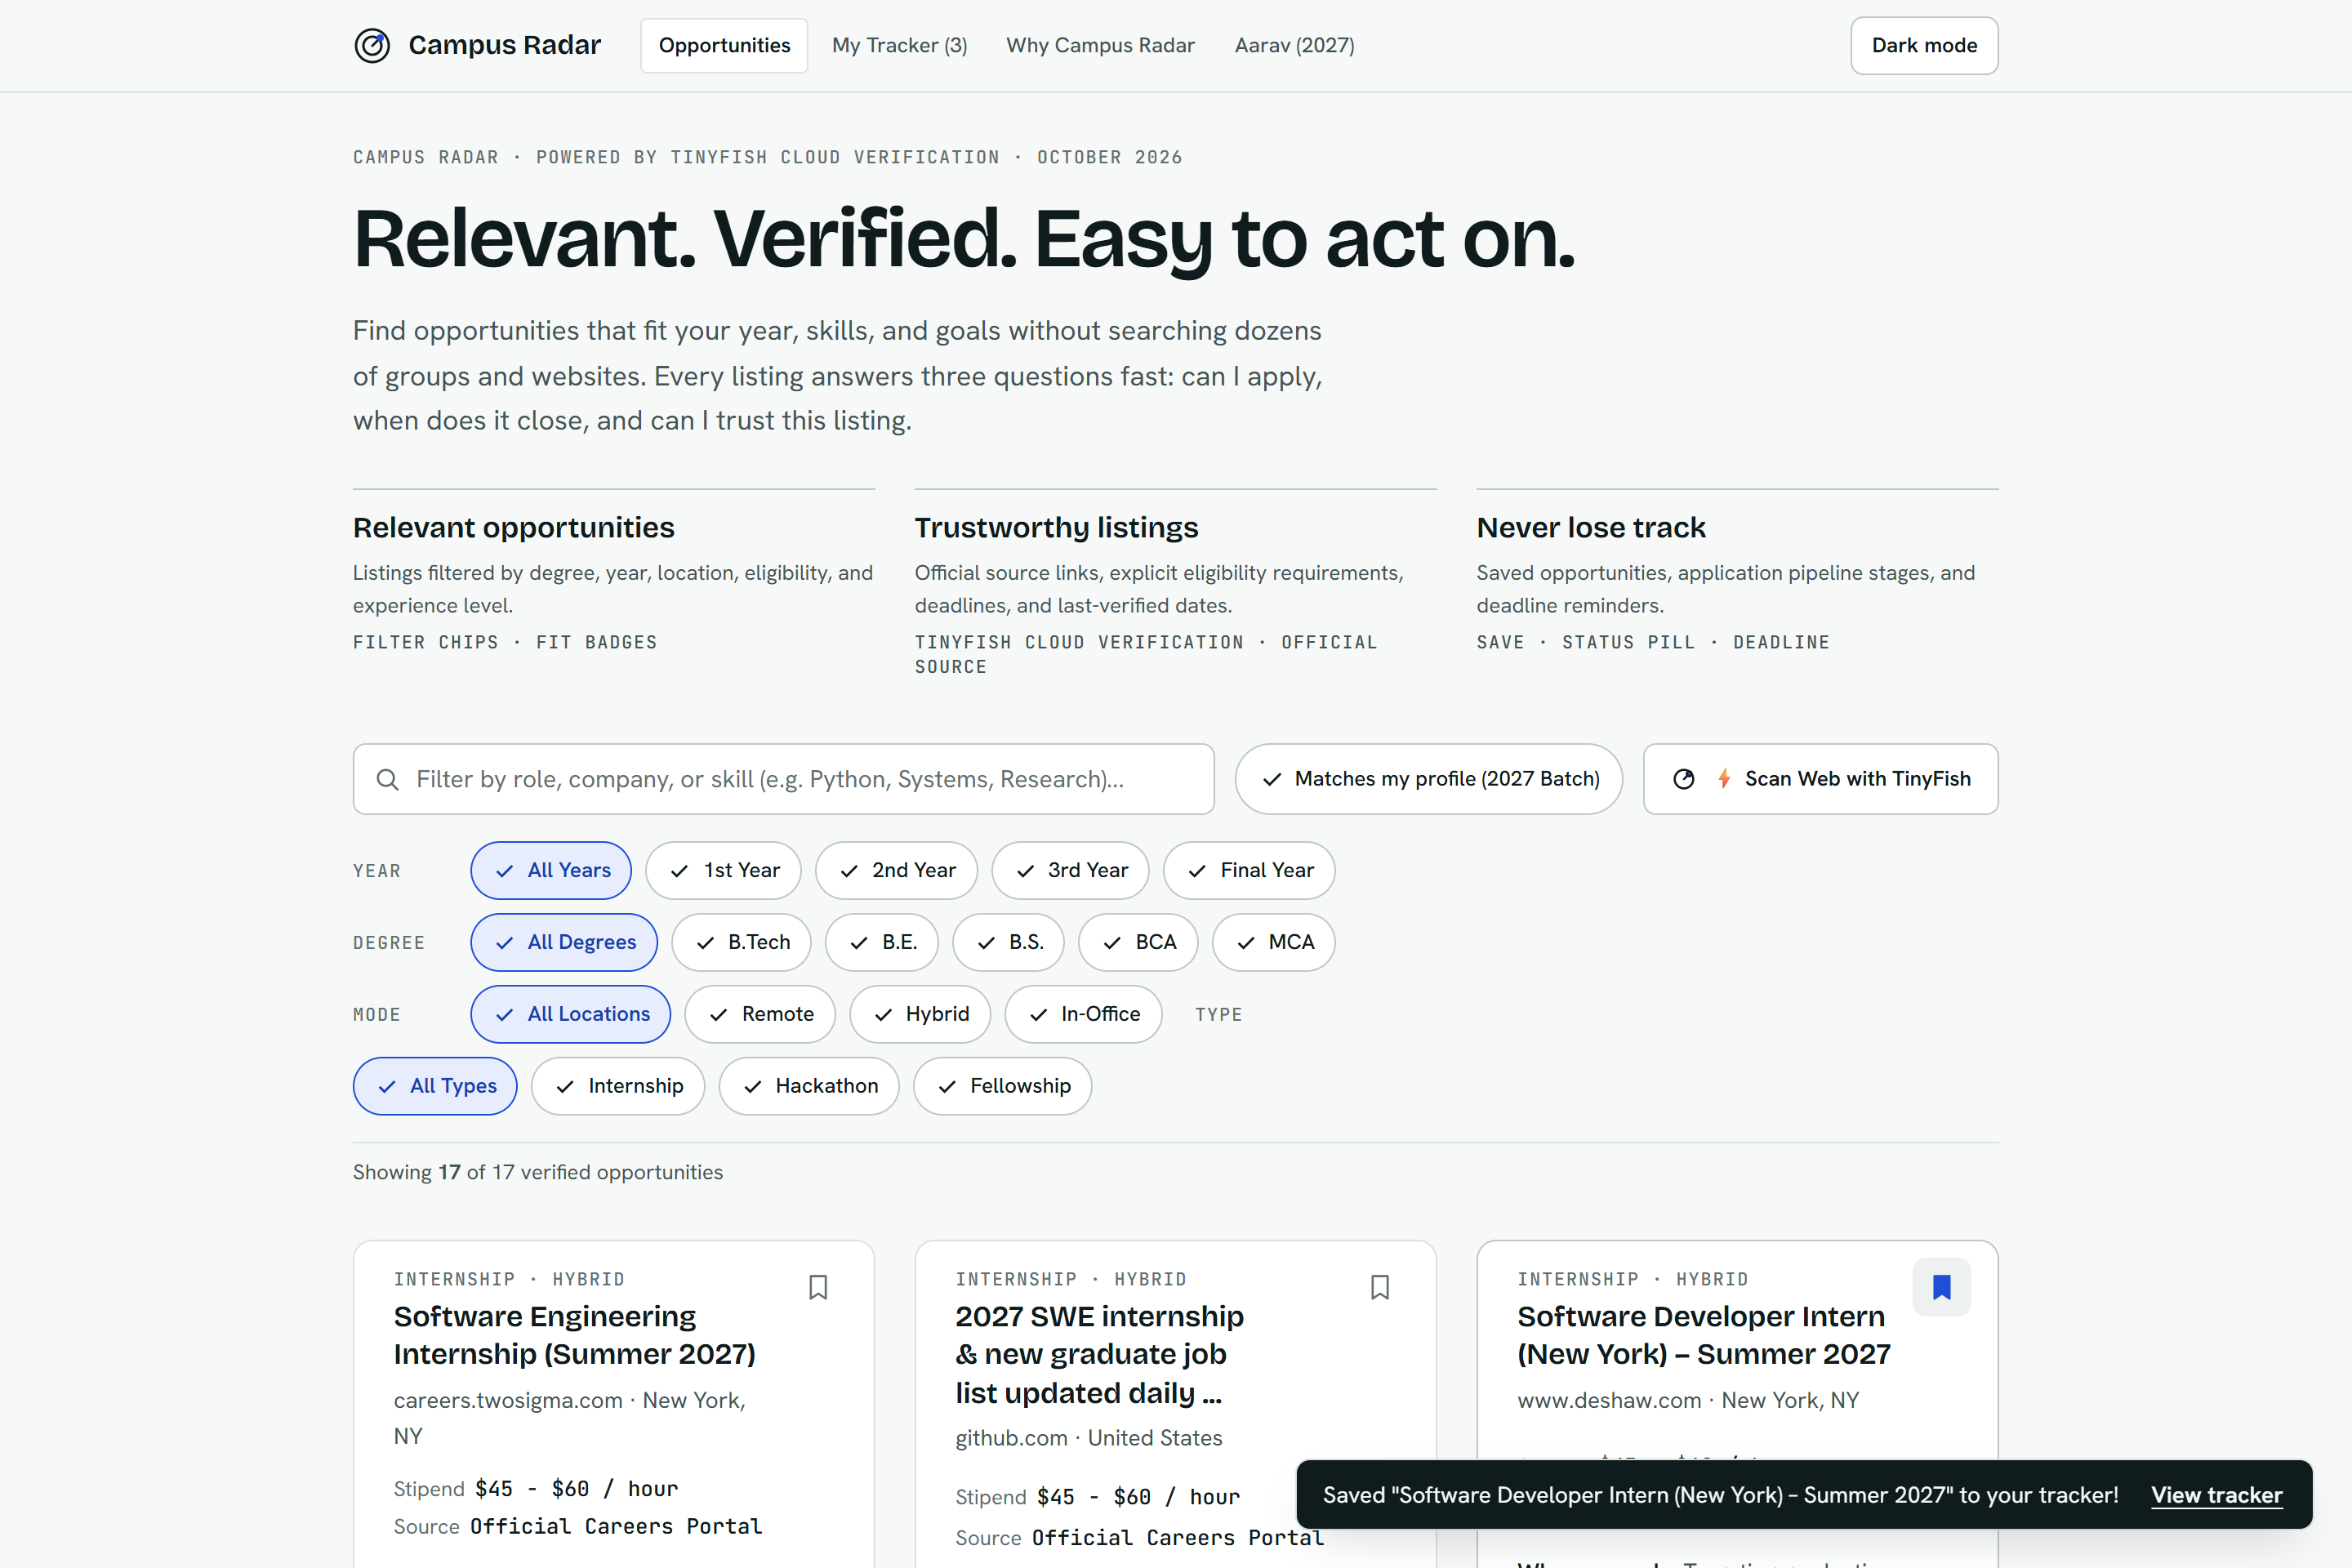 Campus Radar
Opportunities
My Tracker (3)
Why Campus Radar
Aarav (2027)
Dark mode
CAMPUS RADAR · POWERED BY TINYFISH CLOUD VERIFICATION · OCTOBER 2026
Relevant. Verified. Easy to act on.
Find opportunities that fit your year, skills, and goals without searching dozens
of groups and websites. Every listing answers three questions fast: can I apply,
when does it close, and can I trust this listing.
Relevant opportunities
Listings filtered by degree, year, location, eligibility, and
experience level.
FILTER CHIPS · FIT BADGES
Trustworthy listings
Official source links, explicit eligibility requirements,
deadlines, and last-verified dates.
TINYFISH CLOUD VERIFICATION · OFFICIAL
SOURCE
Never lose track
Saved opportunities, application pipeline stages, and
deadline reminders.
SAVE · STATUS PILL · DEADLINE
Filter by role, company, or skill (e.g. Python, Systems, Research)...
Matches my profile (2027 Batch)
Scan Web with TinyFish
YEAR All Years 1st Year 2nd Year 3rd Year Final Year
DEGREE All Degrees B.Tech B.E. B.S. BCA MCA
MODE All Locations Remote Hybrid In-Office TYPE
All Types Internship Hackathon Fellowship
Showing 17 of 17 verified opportunities
INTERNSHIP · HYBRID
Software Engineering
Internship (Summer 2027)
careers.twosigma.com · New York,
NY
Stipend $45 - $60 / hour
Source Official Careers Portal
INTERNSHIP · HYBRID
2027 SWE internship
& new graduate job
list updated daily ...
github.com · United States
Stipend $45 - $60 / hour
Source Official Careers Portal
INTERNSHIP · HYBRID
Software Developer Intern
(New York) – Summer 2027
www.deshaw.com · New York, NY
Saved "Software Developer Intern (New York) – Summer 2027" to your tracker! View tracker